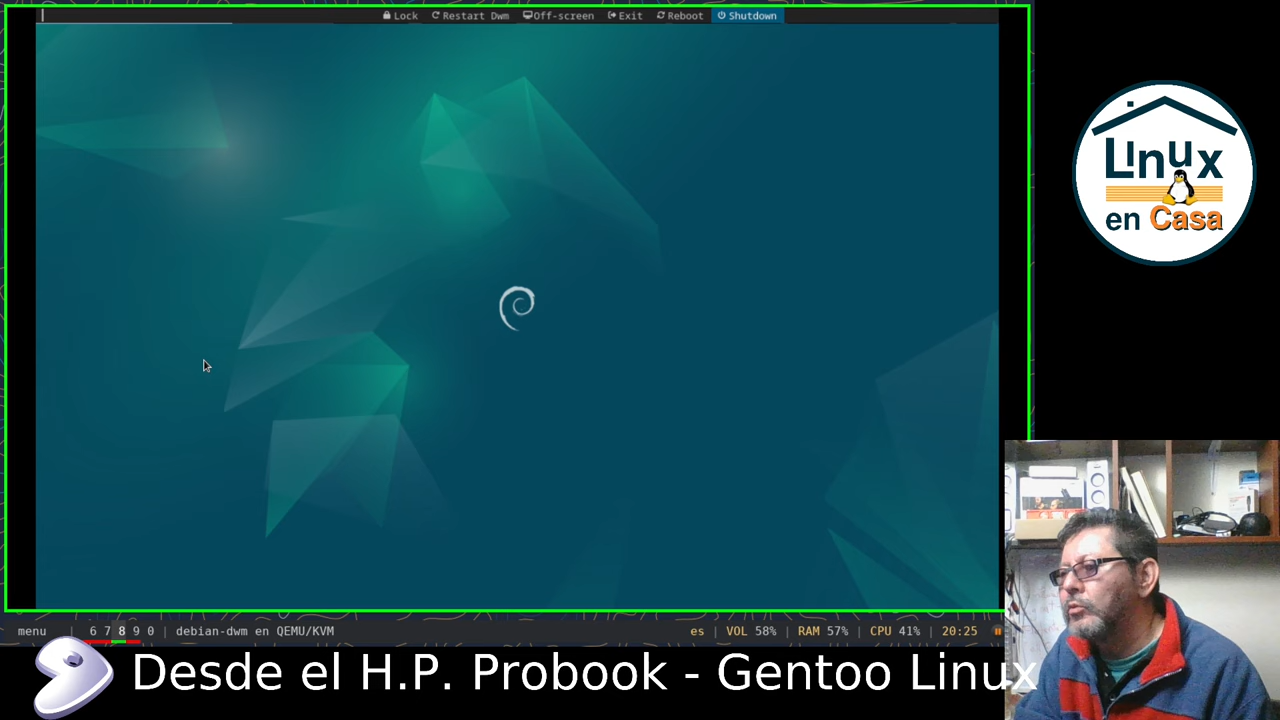 Lock Restart Dwm Off-screen Exit Reboot Shutdown
Linux
en Casa
menu | 6 7 8 9 0 | debian-dwm en QEMU/KVM
es | VOL 58% | RAM 57% | CPU 41% | 20:25
Desde el H.P. Probook - Gentoo Linux